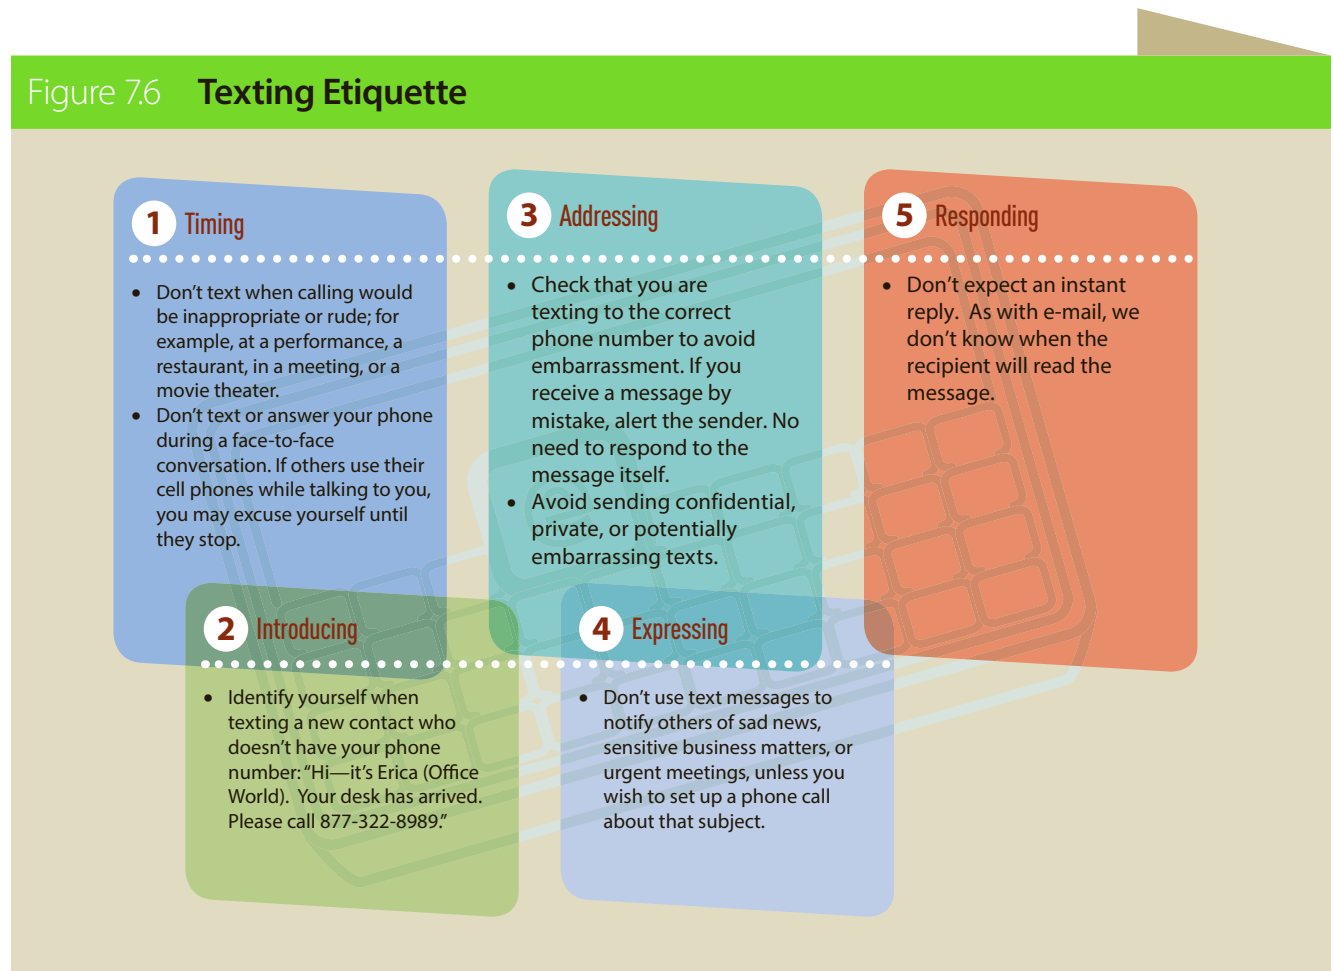 Figure 7.6 Texting Etiquette
1 Timing
• Don’t text when calling would
be inappropriate or rude; for
example, at a performance, a
restaurant, in a meeting, or a
movie theater.
• Don’t text or answer your phone
during a face-to-face
conversation. If others use their
cell phones while talking to you,
you may excuse yourself until
they stop.
2 Introducing
• Identify yourself when
texting a new contact who
doesn’t have your phone
number: “Hi—it’s Erica (Office
World). Your desk has arrived.
Please call 877-322-8989.”
3 Addressing
• Check that you are
texting to the correct
phone number to avoid
embarrassment. If you
receive a message by
mistake, alert the sender. No
need to respond to the
message itself.
• Avoid sending confidential,
private, or potentially
embarrassing texts.
4 Expressing
• Don’t use text messages to
notify others of sad news,
sensitive business matters, or
urgent meetings, unless you
wish to set up a phone call
about that subject.
5 Responding
• Don’t expect an instant
reply. As with e-mail, we
don’t know when the
recipient will read the
message.